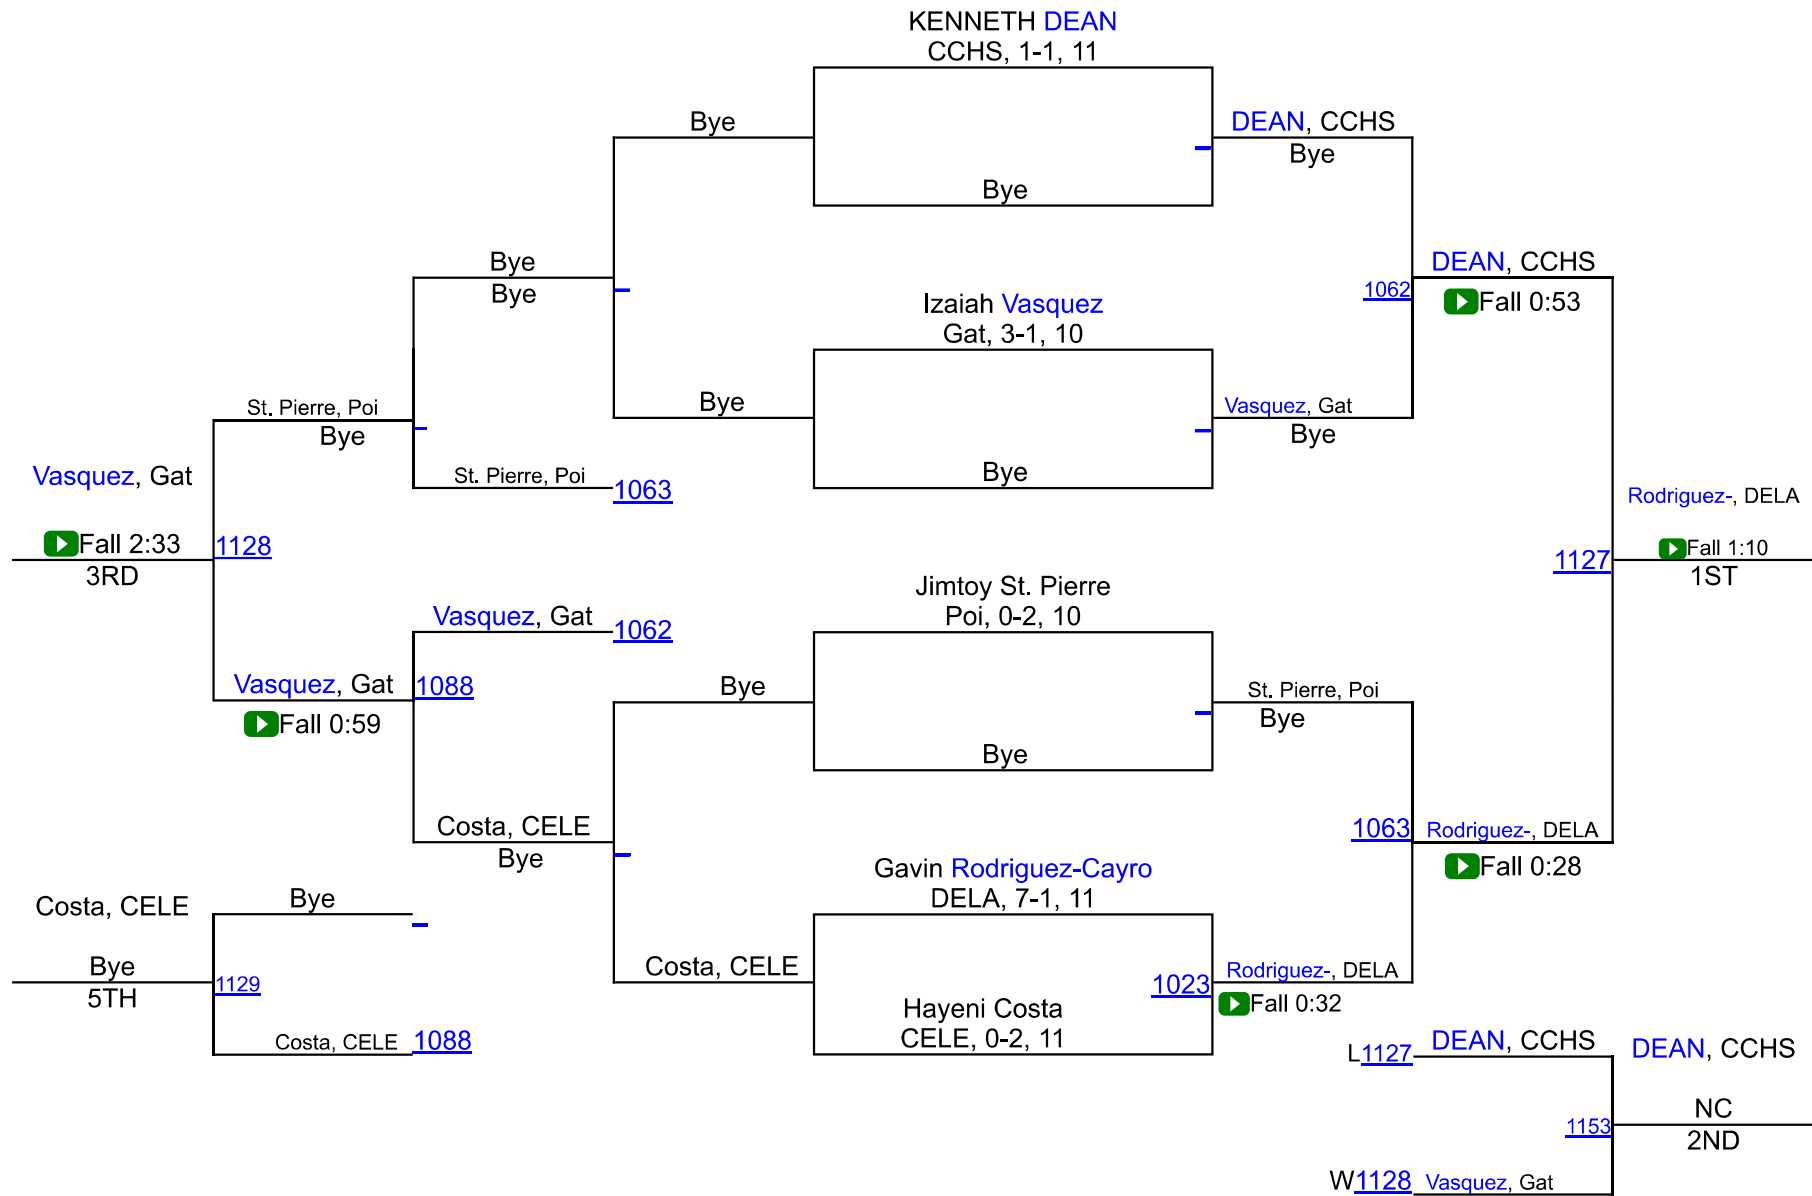 KENNETH DEAN
CCHS, 1-1, 11
Bye
DEAN, CCHS
Bye
Bye
Bye
Bye
DEAN, CCHS
1062
Fall 0:53
Izaiah Vasquez
Gat, 3-1, 10
Bye
Vasquez, Gat
Bye
St. Pierre, Poi
Bye
Bye
St. Pierre, Poi
1063
Vasquez, Gat
Fall 2:33
1128
3RD
Rodriguez-, DELA
Fall 1:10
1127
1ST
Jimtoy St. Pierre
Poi, 0-2, 10
Vasquez, Gat
1062
Vasquez, Gat
1088
Fall 0:59
Bye
St. Pierre, Poi
Bye
Bye
Costa, CELE
Bye
1063
Rodriguez-, DELA
Fall 0:28
Gavin Rodriguez-Cayro
DELA, 7-1, 11
Costa, CELE
Bye
Bye
1129
5TH
Costa, CELE
1023
Rodriguez-, DELA
Fall 0:32
Hayeni Costa
CELE, 0-2, 11
Costa, CELE
1088
L1127
DEAN, CCHS
DEAN, CCHS
NC
1153
2ND
W1128
Vasquez, Gat